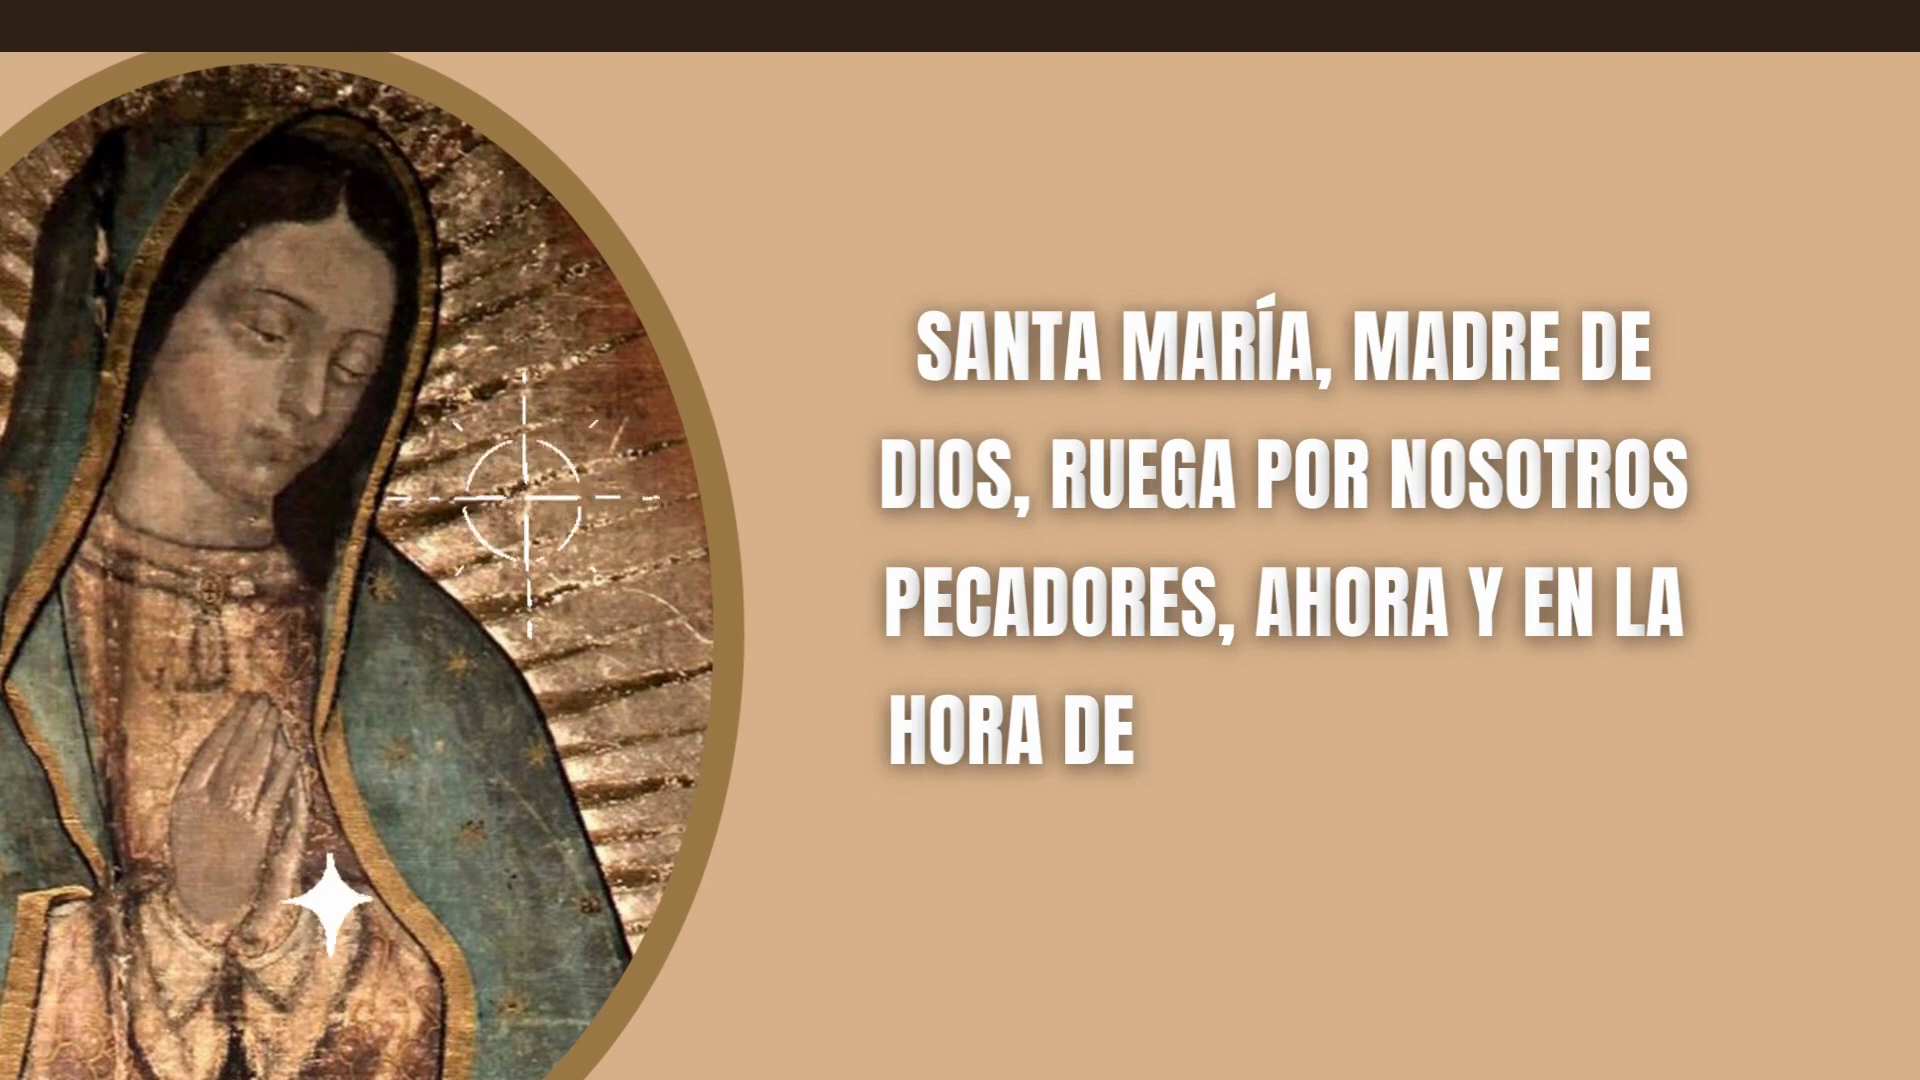 SANTA MARÍA, MADRE DE
DIOS, RUEGA POR NOSOTROS
PECADORES, AHORA Y EN LA
HORA DE